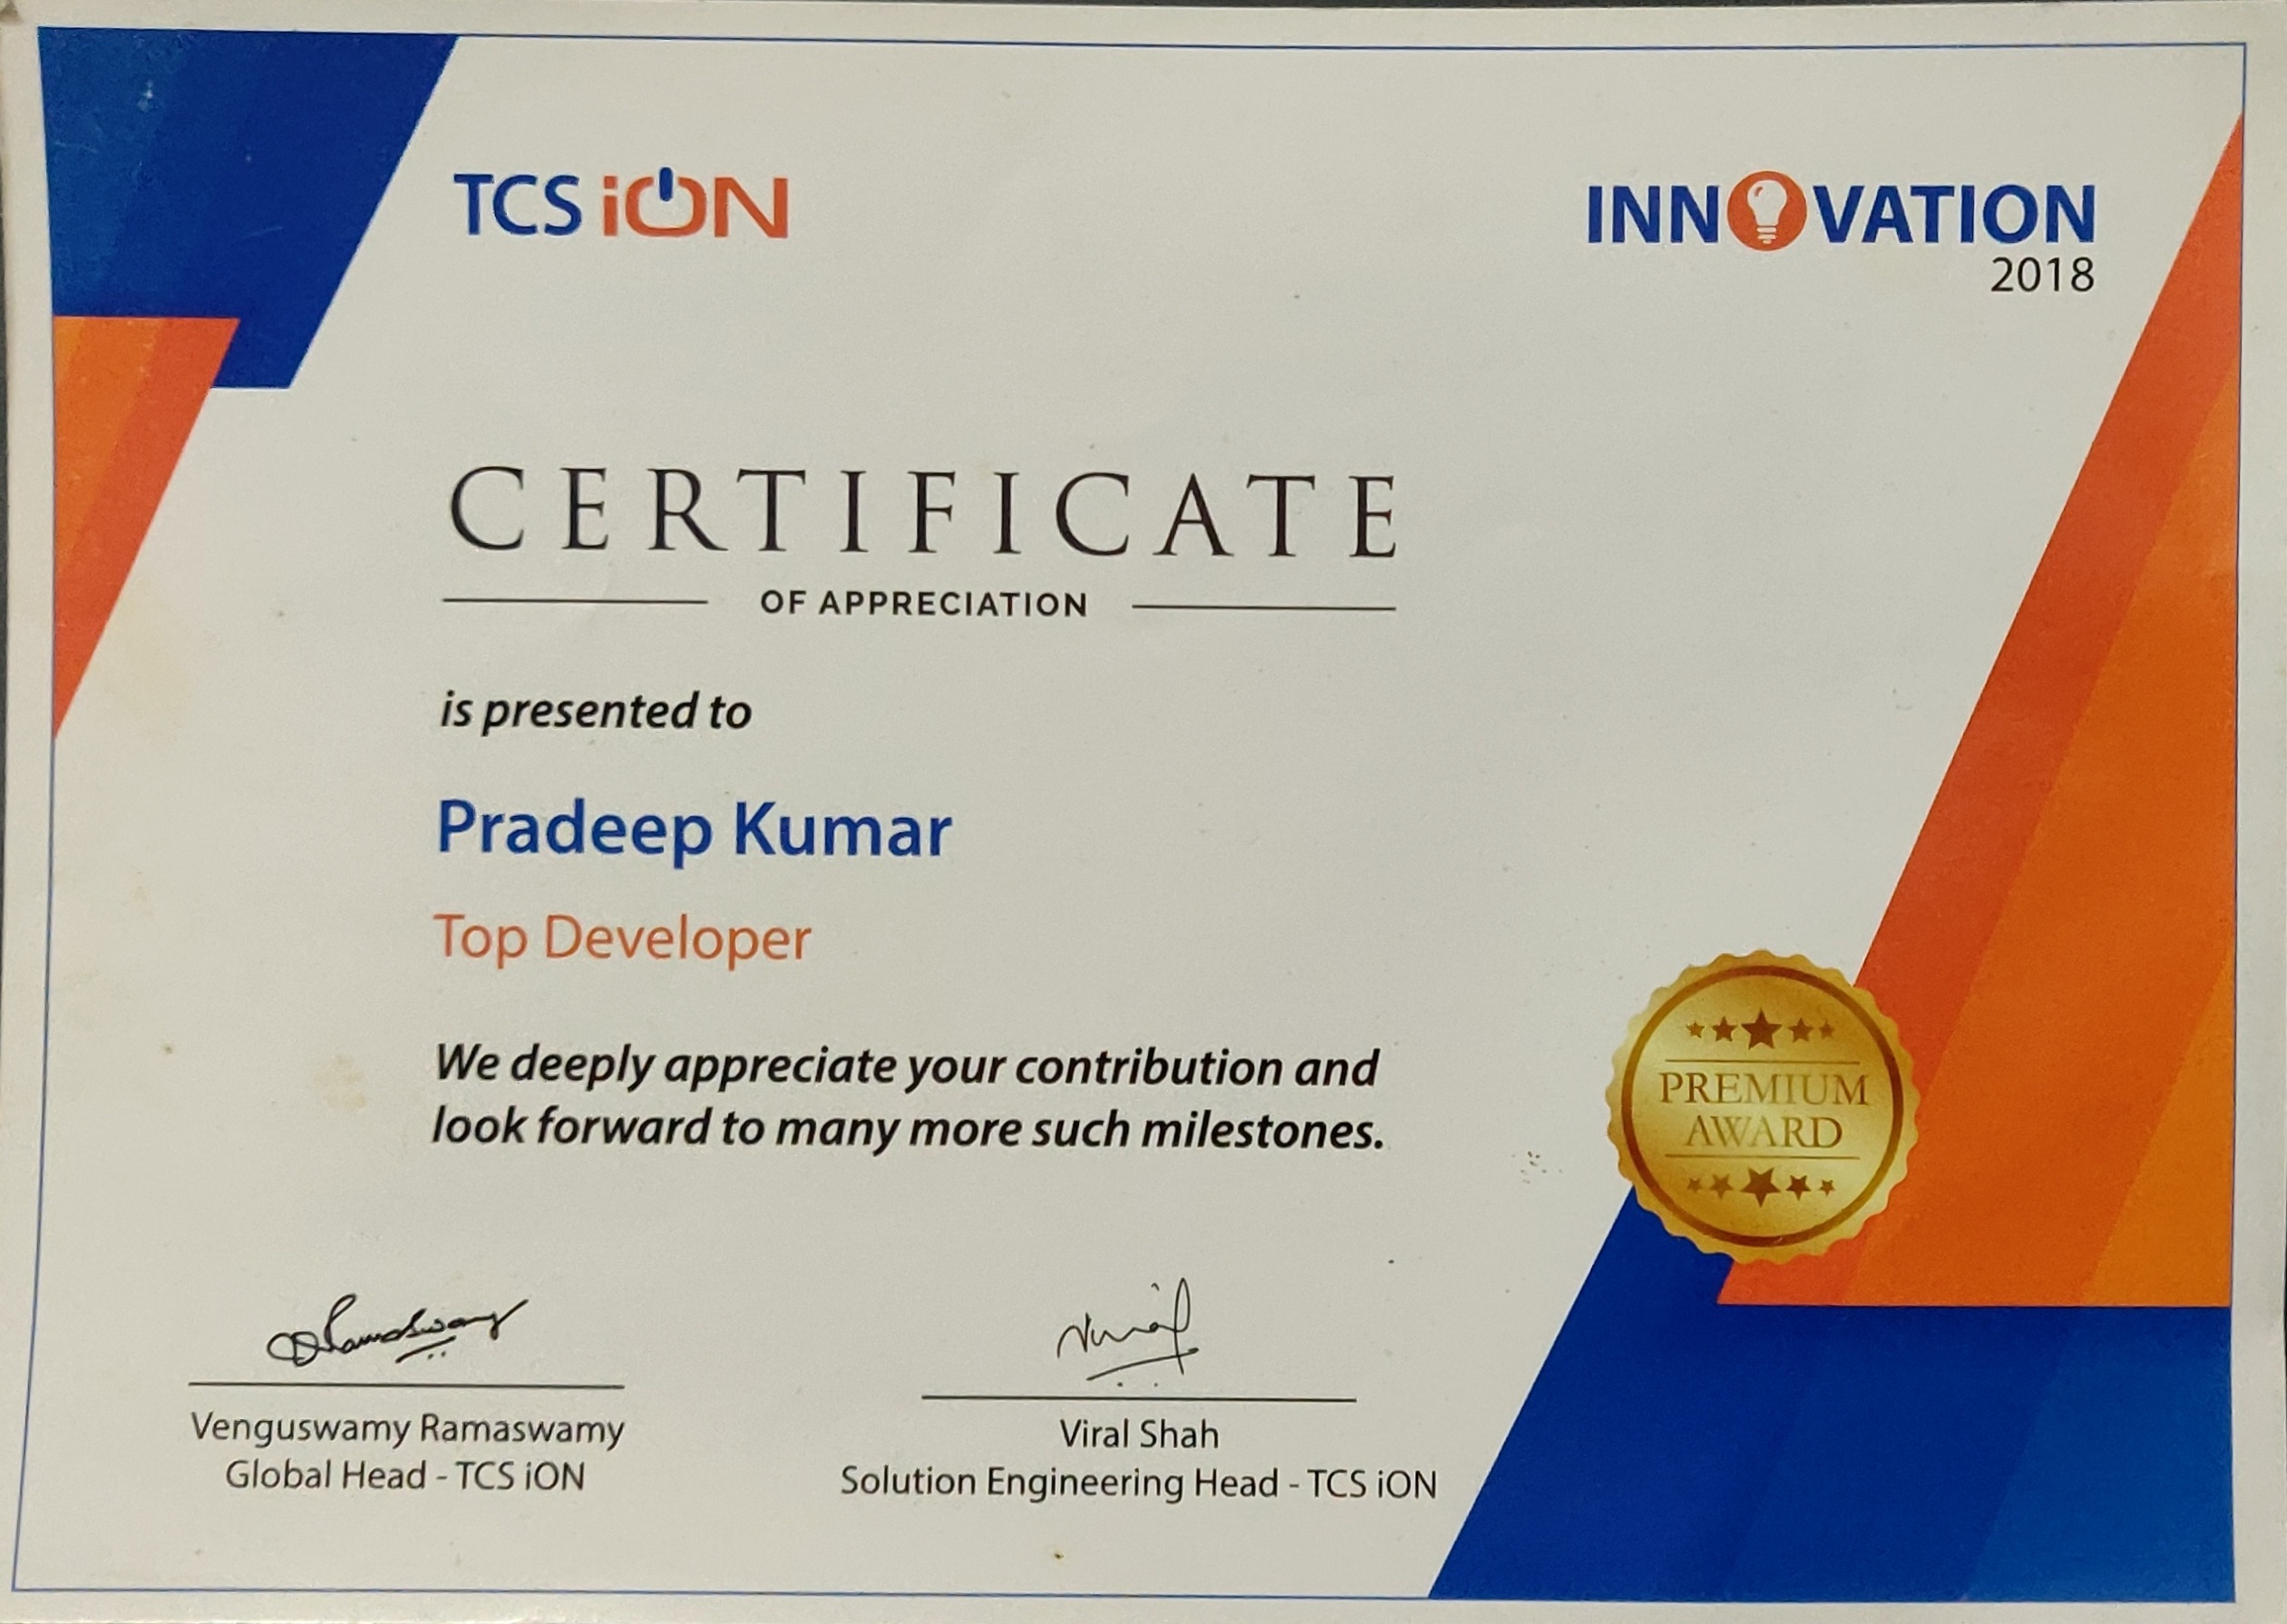 TCS iON
INNOVATION
2018
CERTIFICATE
OF APPRECIATION
is presented to
Pradeep Kumar
Top Developer
We deeply appreciate your contribution and
look forward to many more such milestones.
PREMIUM
AWARD
Venguswamy Ramaswamy
Global Head - TCS iON
Viral Shah
Solution Engineering Head - TCS iON